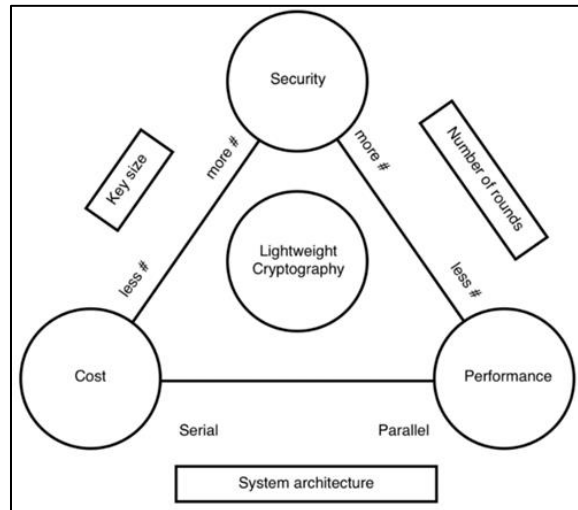 Security
Key size
more #
more #
Number of rounds
Lightweight
Cryptography
less #
less #
Cost
Performance
Serial
Parallel
System architecture